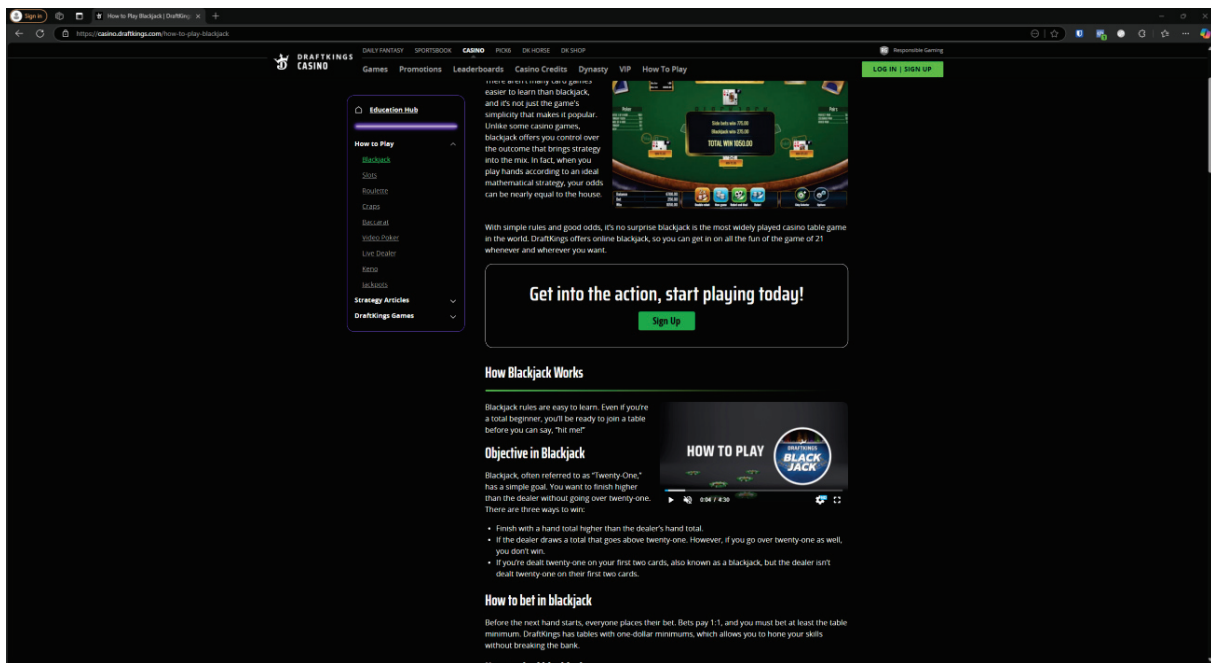 Sign in
How to Play Blackjack | DraftKing
https://casino.draftkings.com/how-to-play-blackjack
DRAFTKINGS
CASINO
DAILY FANTASY SPORTSBOOK CASINO PICK6 DK HORSE DK SHOP
Responsible Gaming
Games Promotions Leaderboards Casino Credits Dynasty VIP How To Play
LOG IN | SIGN UP
Education Hub
How to Play
Blackjack
Slots
Roulette
Craps
Baccarat
Video Poker
Live Dealer
Keno
Jackpots
Strategy Articles
DraftKings Games
There aren't many card games
easier to learn than blackjack,
and it's not just the game's
simplicity that makes it popular.
Unlike some casino games,
blackjack offers you control over
the outcome that brings strategy
into the mix. In fact, when you
play hands according to an ideal
mathematical strategy, your odds
can be nearly equal to the house.
Side bets win 775.00
Blackjack win 275.00
TOTAL WIN 1050.00
With simple rules and good odds, it's no surprise blackjack is the most widely played casino table game
in the world. DraftKings offers online blackjack, so you can get in on all the fun of the game of 21
whenever and wherever you want.
Get into the action, start playing today!
Sign Up
How Blackjack Works
Blackjack rules are easy to learn. Even if you're
a total beginner, you'll be ready to join a table
before you can say, "hit me!"
HOW TO PLAY
DRAFTKINGS
BLACK
JACK
0:04 / 4:30
Objective in Blackjack
Blackjack, often referred to as "Twenty-One,"
has a simple goal. You want to finish higher
than the dealer without going over twenty-one.
There are three ways to win:
• Finish with a hand total higher than the dealer's hand total.
• If the dealer draws a total that goes above twenty-one. However, if you go over twenty-one as well,
you don't win.
• If you're dealt twenty-one on your first two cards, also known as a blackjack, but the dealer isn't
dealt twenty-one on their first two cards.
How to bet in blackjack
Before the next hand starts, everyone places their bet. Bets pay 1:1, and you must bet at least the table
minimum. DraftKings has tables with one-dollar minimums, which allows you to hone your skills
without breaking the bank.